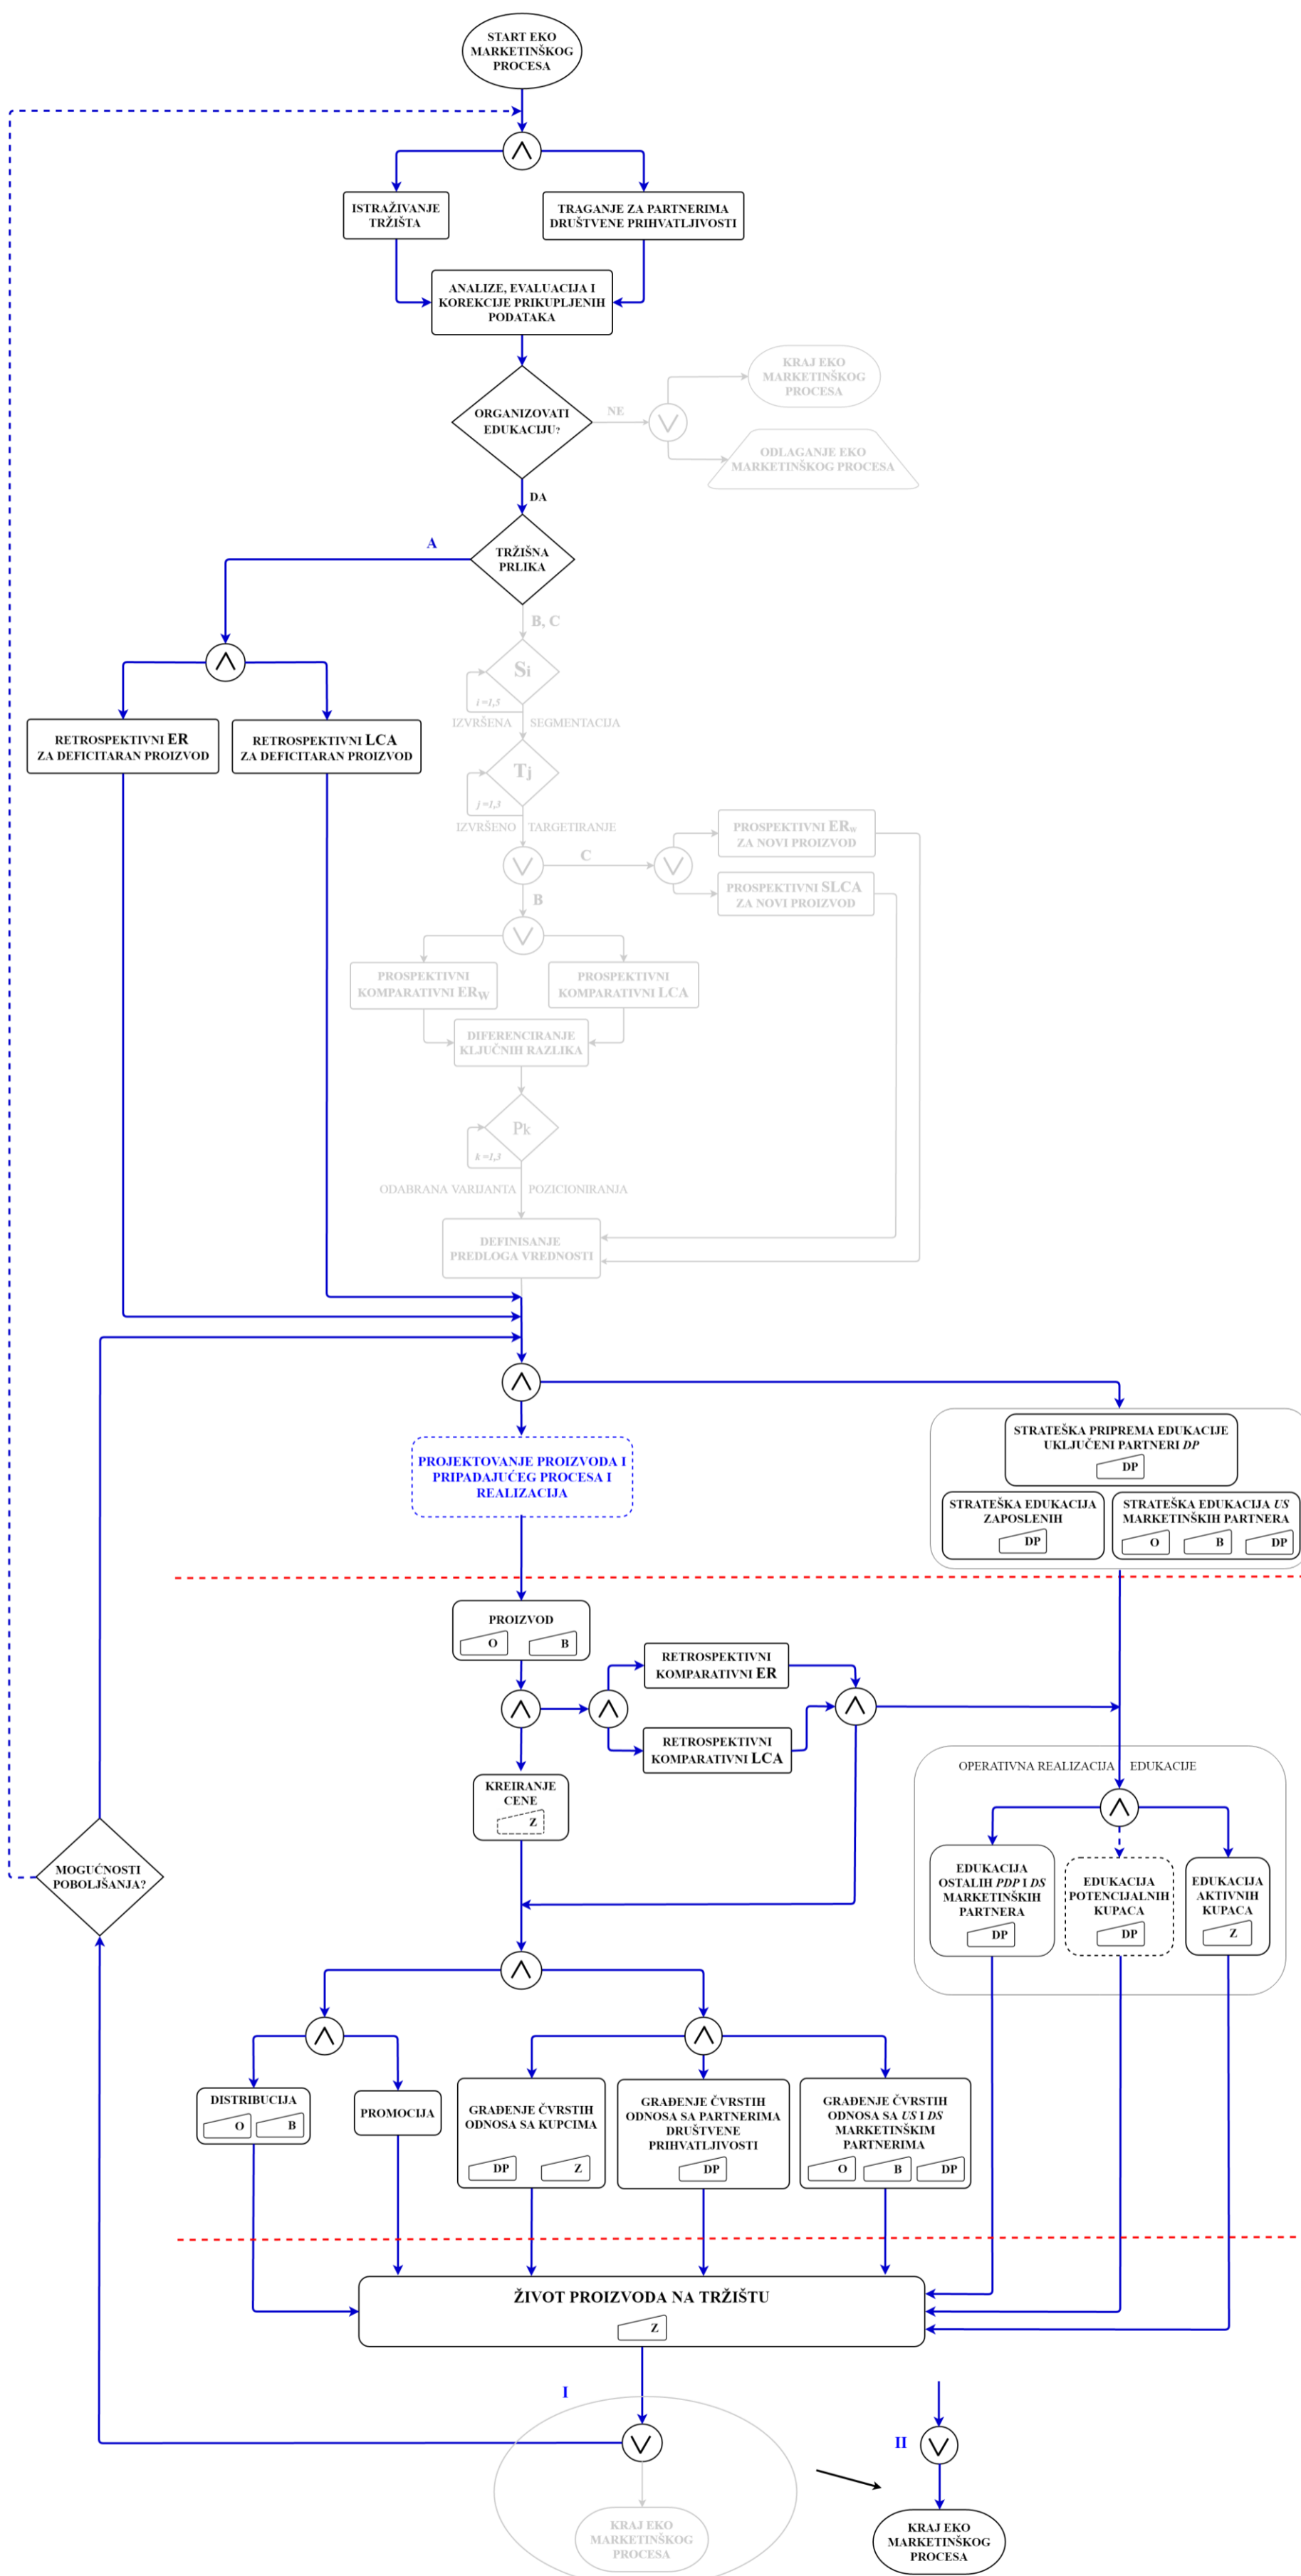 START EKO
MARKETINŠKOG
PROCESA
ISTRAŽIVANJE
TRŽIŠTA
TRAGANJE ZA PARTNERIMA
DRUŠTVENE PRIHVATLJIVOSTI
ANALIZE, EVALUACIJA I
KOREKCIJE PRIKUPLJENIH
PODATAKA
KRAJ EKO
MARKETINŠKOG
PROCESA
ORGANIZOVATI
EDUKACIJU?
NE
ODLAGANJE EKO
MARKETINŠKOG PROCESA
DA
A
TRŽIŠNA
PRLIKA
B, C
Si
i =1,5
IZVRŠENA SEGMENTACIJA
RETROSPEKTIVNI ER
ZA DEFICITARAN PROIZVOD
RETROSPEKTIVNI LCA
ZA DEFICITARAN PROIZVOD
Tj
j =1,3
IZVRŠENO TARGETIRANJE
PROSPEKTIVNI ERw
ZA NOVI PROIZVOD
C
PROSPEKTIVNI SLCA
ZA NOVI PROIZVOD
B
PROSPEKTIVNI
KOMPARATIVNI ERW
PROSPEKTIVNI
KOMPARATIVNI LCA
DIFERENCIRANJE
KLJUČNIH RAZLIKA
Pk
k =1,3
ODABRANA VARIJANTA POZICIONIRANJA
DEFINISANJE
PREDLOGA VREDNOSTI
PROJEKTOVANJE PROIZVODA I
PRIPADAJUĆEG PROCESA I
REALIZACIJA
STRATEŠKA PRIPREMA EDUKACIJE
UKLJUČENI PARTNERI DP
DP
STRATEŠKA EDUKACIJA
ZAPOSLENIH
DP
STRATEŠKA EDUKACIJA US
MARKETINŠKIH PARTNERA
O B DP
PROIZVOD
O B
RETROSPEKTIVNI
KOMPARATIVNI ER
RETROSPEKTIVNI
KOMPARATIVNI LCA
KREIRANJE
CENE
Z
OPERATIVNA REALIZACIJA EDUKACIJE
MOGUĆNOSTI
POBOLJŠANJA?
EDUKACIJA
OSTALIH PDP I DS
MARKETINŠKIH
PARTNERA
DP
EDUKACIJA
POTENCIJALNIH
KUPACA
DP
EDUKACIJA
AKTIVNIH
KUPACA
Z
DISTRIBUCIJA
O B
PROMOCIJA
GRAĐENJE ČVRSTIH
ODNOSA SA KUPCIMA
DP Z
GRAĐENJE ČVRSTIH
ODNOSA SA PARTNERIMA
DRUŠTVENE
PRIHVATLJIVOSTI
DP
GRAĐENJE ČVRSTIH
ODNOSA SA US I DS
MARKETINŠKIM
PARTNERIMA
O B DP
ŽIVOT PROIZVODA NA TRŽIŠTU
Z
I
II
KRAJ EKO
MARKETINŠKOG
PROCESA
KRAJ EKO
MARKETINŠKOG
PROCESA